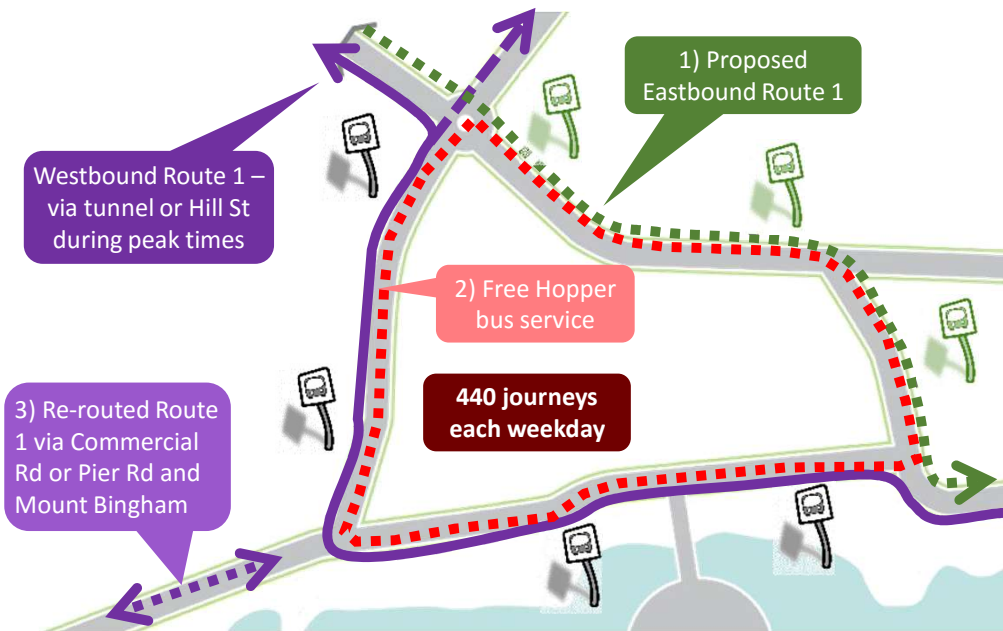 1) Proposed
Eastbound Route 1
Westbound Route 1 –
via tunnel or Hill St
during peak times
2) Free Hopper
bus service
440 journeys
each weekday
3) Re-routed Route
1 via Commercial
Rd or Pier Rd and
Mount Bingham